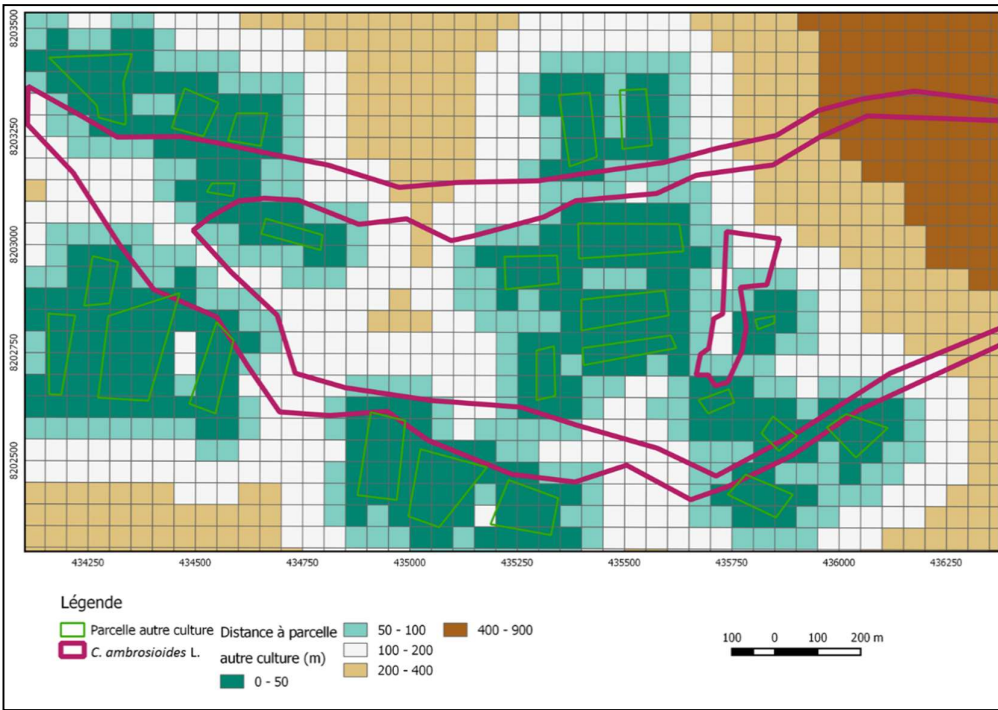 8203500
8203250
8203000
8202750
8202500
434250 434500 434750 435000 435250 435500 435750 436000 436250
Légende
Parcelle autre culture
C. ambrosioides L.
Distance à parcelle
autre culture (m)
0 - 50
50 - 100
100 - 200
200 - 400
400 - 900
100 0 100 200 m